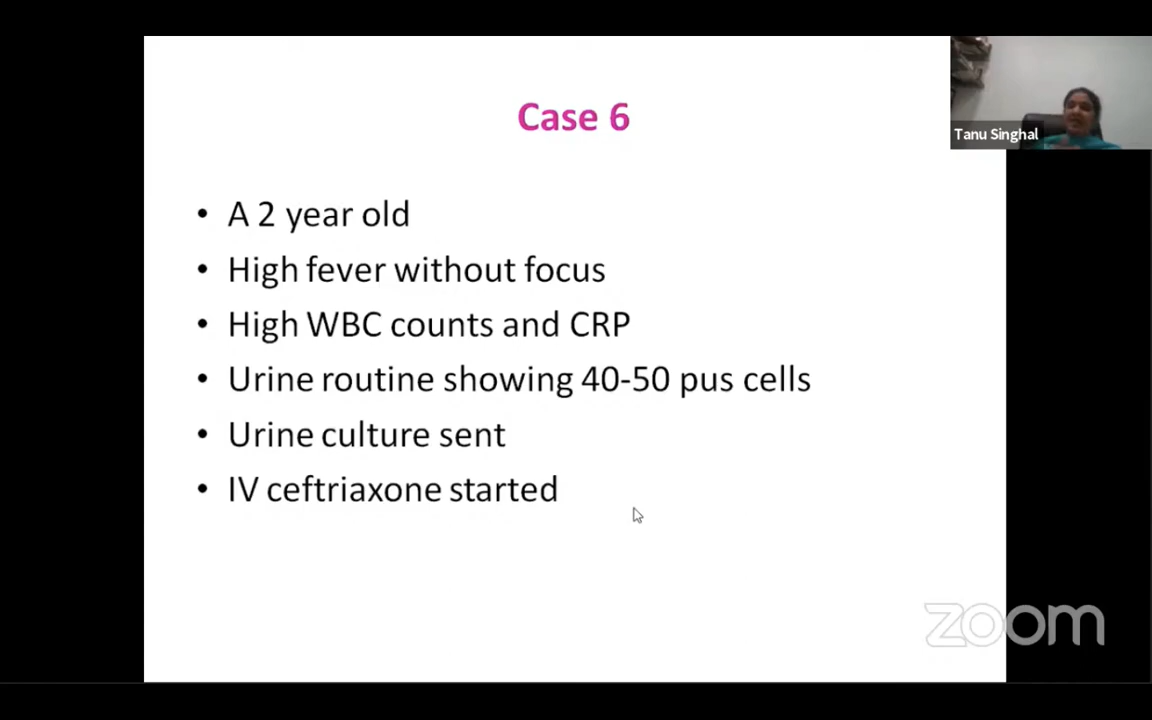 Case 6
Tanu Singhal
• A 2 year old
• High fever without focus
• High WBC counts and CRP
• Urine routine showing 40-50 pus cells
• Urine culture sent
• IV ceftriaxone started
zoom